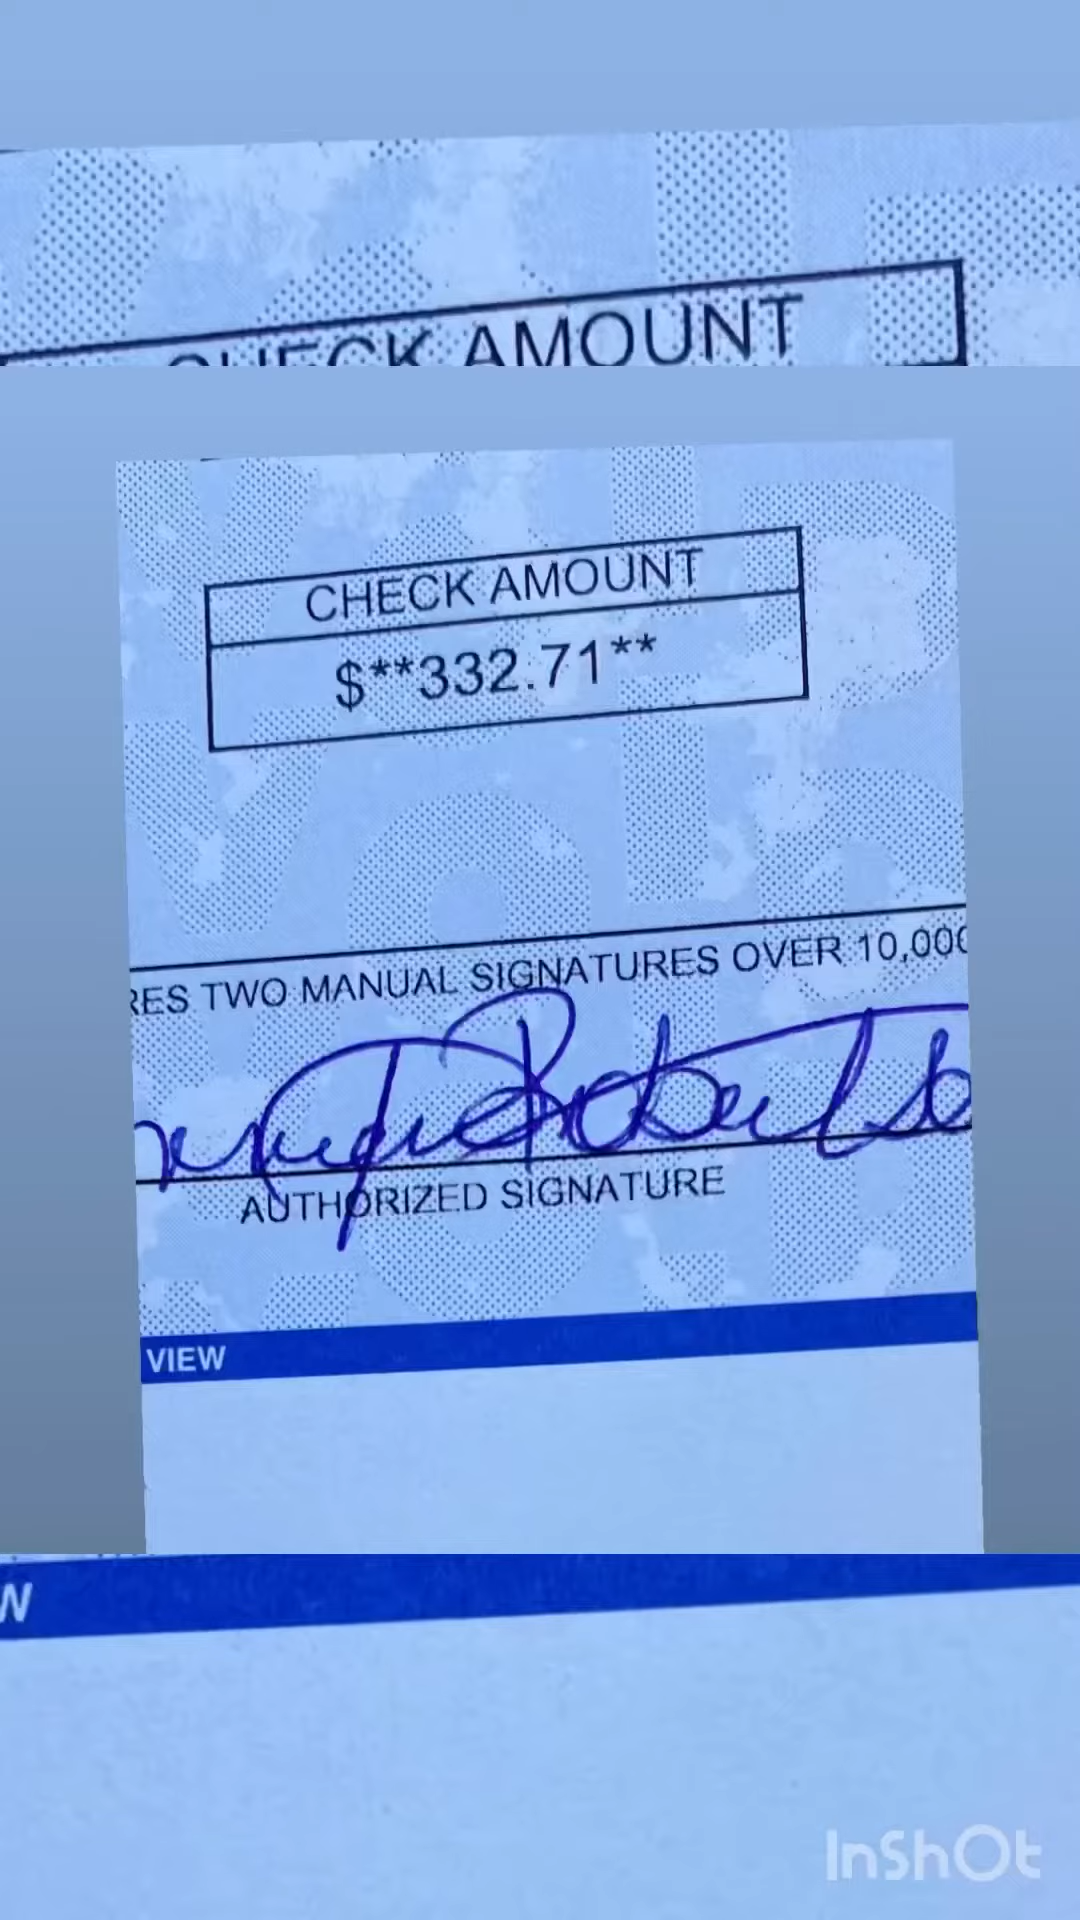 CHECK AMOUNT
CHECK AMOUNT
$**332.71**
RES TWO MANUAL SIGNATURES OVER 10,000
AUTHORIZED SIGNATURE
VIEW
W
InShOt